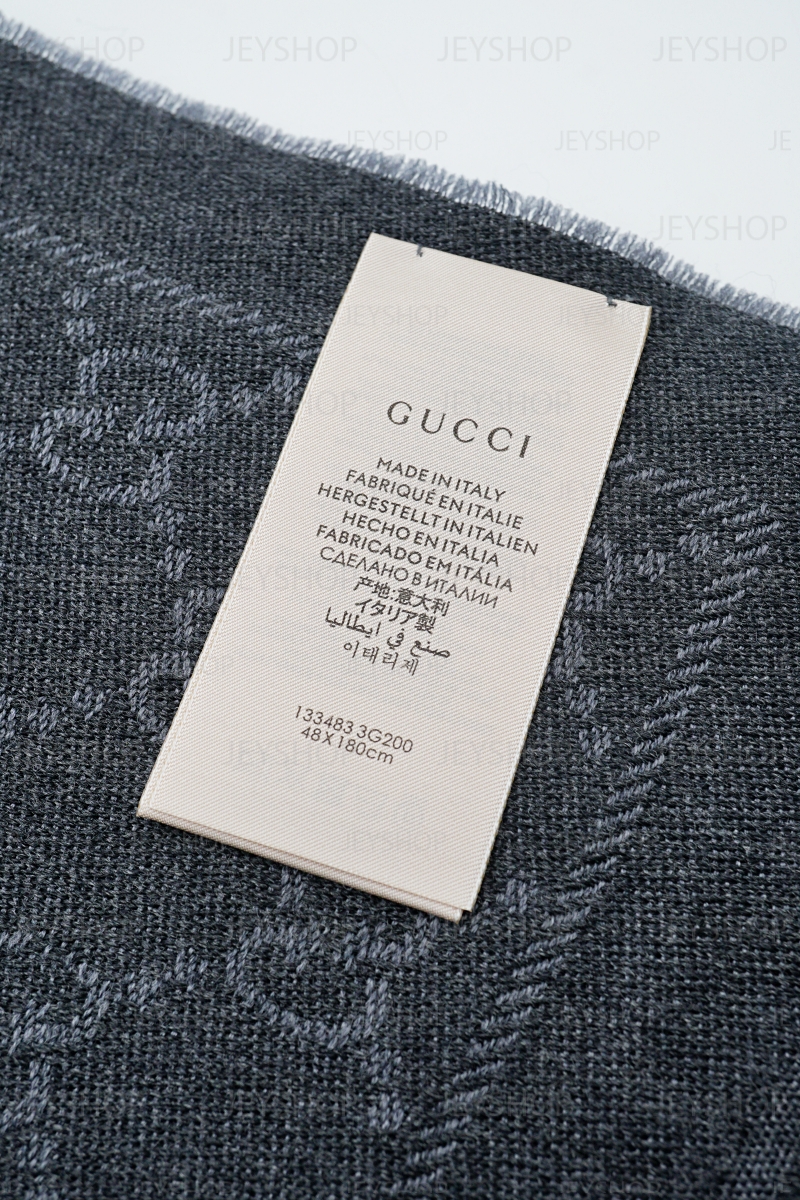 JEYSHOP JEYSHOP JEYSHOP
JEYSHOP JEYSHOP
JEYSHOP
GUCCI
MADE IN ITALY
FABRIQUÉ EN ITALIE
HERGESTELLT IN ITALIEN
HECHO EN ITALIA
FABRICADO EM ITÁLIA
СДЕЛАНО В ИТАЛИИ
产地:意大利
イタリア製
صنع في ايطاليا
이태리제
133483 3G200
48 X 180cm